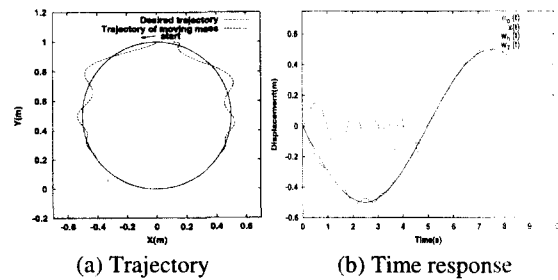 Desired trajectory
Trajectory of moving mass
start
1.2
1
0.8
0.6
0.4
0.2
0
-0.2
Y(m)
-0.6 -0.4 -0.2 0 0.2 0.4 0.6
X(m)
(a) Trajectory
0.6
0.4
0.2
0
-0.2
-0.4
-0.6
Displacement(m)
0 1 2 3 4 5 6 7 8 9
Time(s)
(b) Time response